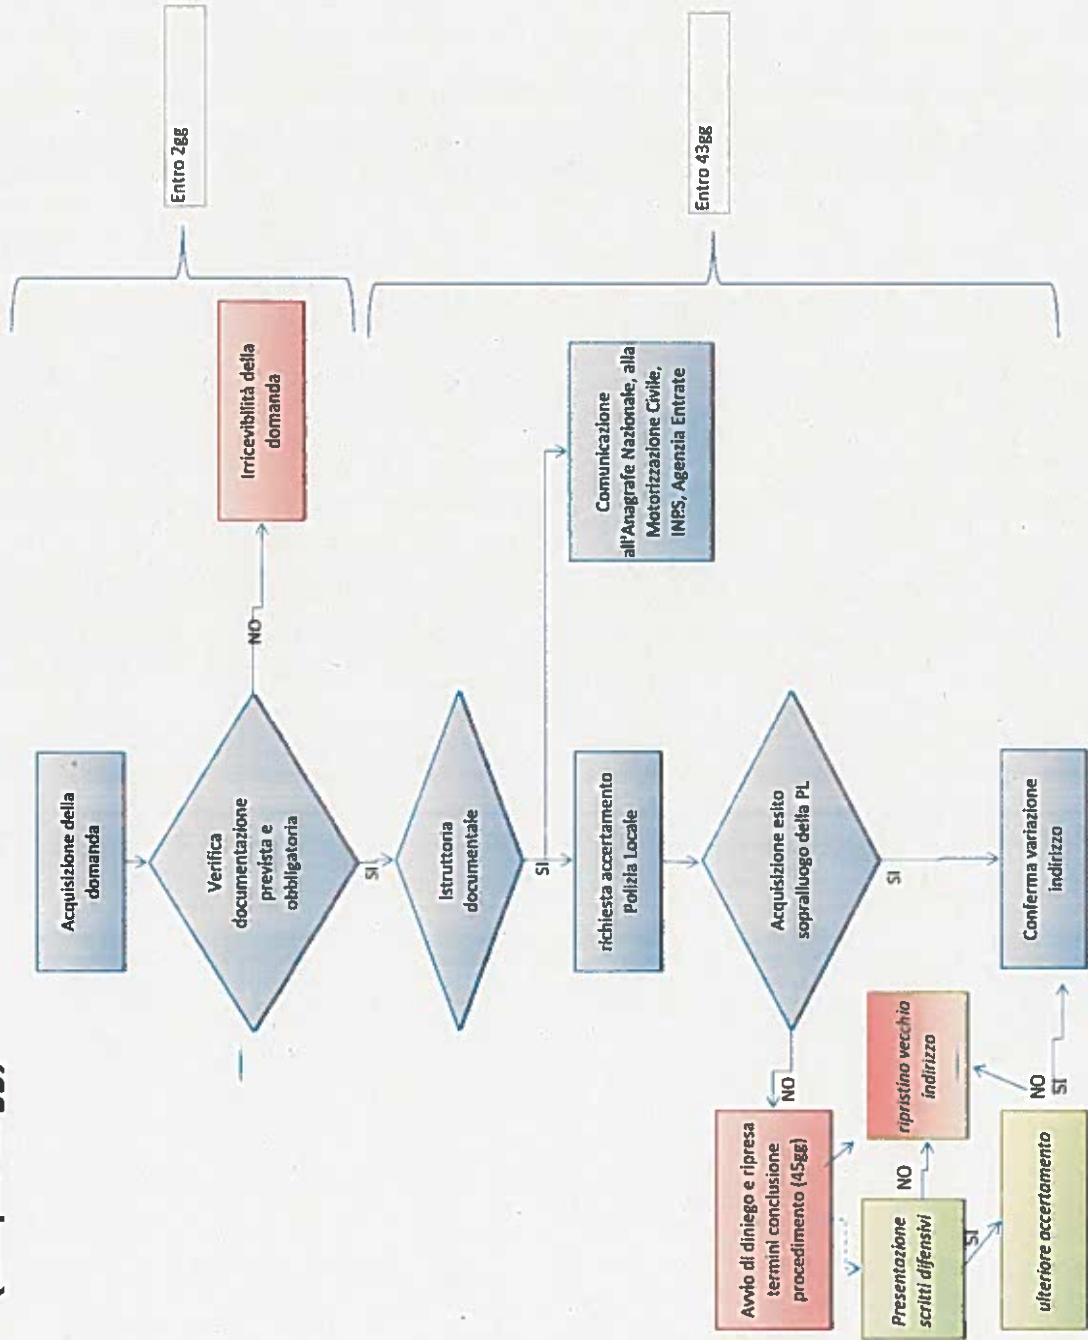 Acquisizione della
domanda
Entro 2gg
Verifica
documentazione
prevista e
obbligatoria
NO
Irricevibilità della
domanda
SI
Istruttoria
documentale
SI
Comunicazione
all'Anagrafe Nazionale, alla
Motorizzazione Civile,
INPS, Agenzia Entrate
richiesta accertamento
Polizia Locale
Entro 43gg
Acquisizione esito
sopralluogo della PL
NO
SI
Avvio di diniego e ripresa
termini conclusione
procedimento (45gg)
ripristino vecchio
indirizzo
Presentazione
scritti difensivi
NO
SI
ulteriore accertamento
NO
SI
Conferma variazione
indirizzo